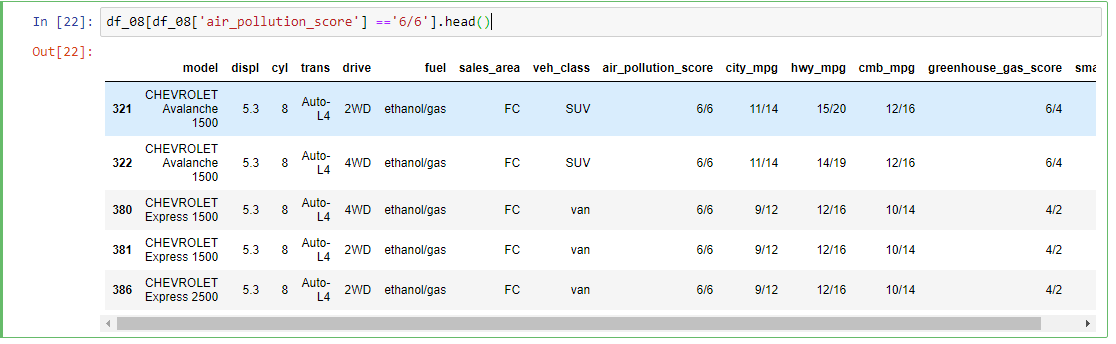 In [22]: df_08[df_08['air_pollution_score'] =='6/6'].head()
Out[22]:
model displ cyl trans drive fuel sales_area veh_class air_pollution_score city_mpg hwy_mpg cmb_mpg greenhouse_gas_score sma
CHEVROLET
321 Avalanche 5.3 8 Auto-L4 2WD ethanol/gas FC SUV 6/6 11/14 15/20 12/16 6/4
1500
CHEVROLET
322 Avalanche 5.3 8 Auto-L4 4WD ethanol/gas FC SUV 6/6 11/14 14/19 12/16 6/4
1500
380 CHEVROLET Express 1500 5.3 8 Auto-L4 4WD ethanol/gas FC van 6/6 9/12 12/16 10/14 4/2
381 CHEVROLET Express 1500 5.3 8 Auto-L4 2WD ethanol/gas FC van 6/6 9/12 12/16 10/14 4/2
386 CHEVROLET Express 2500 5.3 8 Auto-L4 2WD ethanol/gas FC van 6/6 9/12 12/16 10/14 4/2